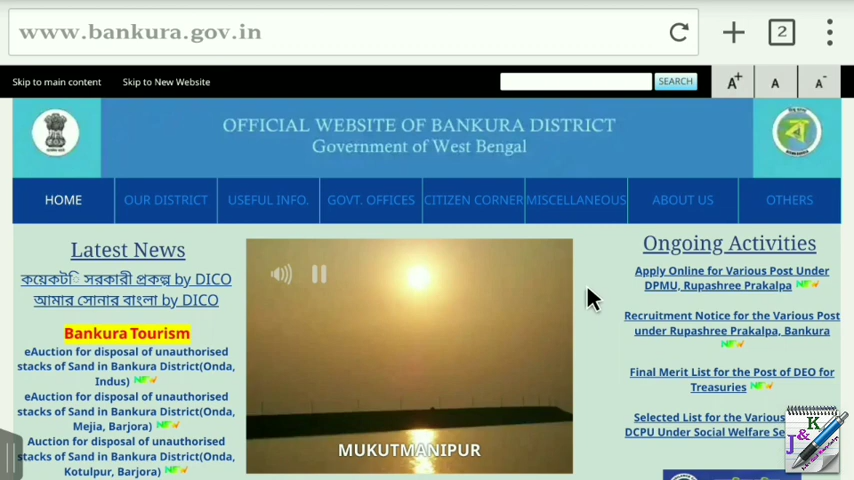 www.bankura.gov.in
2
Skip to main content
Skip to New Website
SEARCH
A+
A
A-
OFFICIAL WEBSITE OF BANKURA DISTRICT
Government of West Bengal
HOME
OUR DISTRICT
USEFUL INFO.
GOVT. OFFICES
CITIZEN CORNER
MISCELLANEOUS
ABOUT US
OTHERS
Latest News
কয়েকটি সরকারী প্রকল্প by DICO
আমার সোনার বাংলা by DICO
Bankura Tourism
eAuction for disposal of unauthorised
stacks of Sand in Bankura District(Onda,
Indus) NEW
eAuction for disposal of unauthorised
stacks of Sand in Bankura District(Onda,
Mejia, Barjora) NEW
Auction for disposal of unauthorised
stacks of Sand in Bankura District(Onda,
Kotulpur, Barjora) NEW
MUKUTMANIPUR
Ongoing Activities
Apply Online for Various Post Under
DPMU, Rupashree Prakalpa NEW
Recruitment Notice for the Various Post
under Rupashree Prakalpa, Bankura
NEW
Final Merit List for the Post of DEO for
Treasuries NEW
Selected List for the Various
DCPU Under Social Welfare
J&K